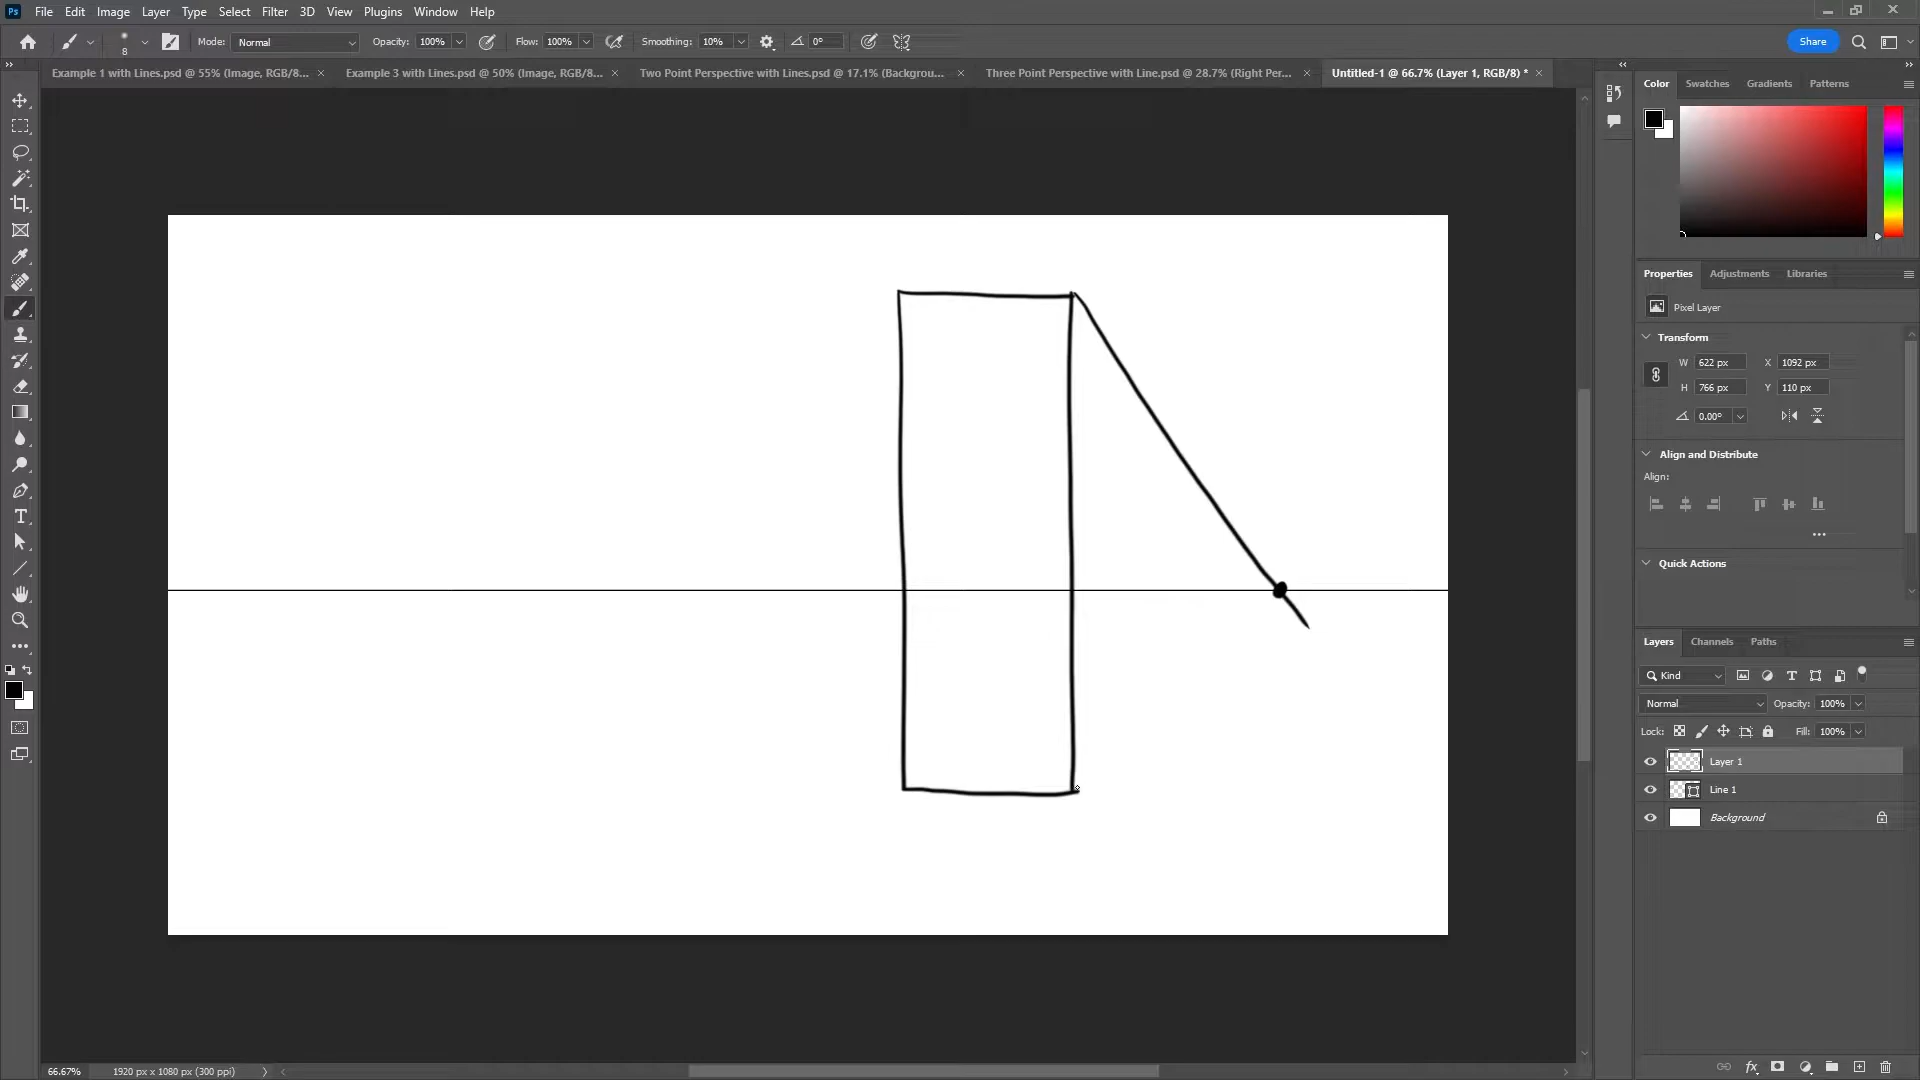 Ps File Edit Image Layer Type Select Filter 3D View Plugins Window Help
8 Mode: Normal Opacity: 100% Flow: 100% Smoothing: 10% 0° Share
Example 1 with Lines.psd @ 55% (Image, RGB/8... × Example 3 with Lines.psd @ 50% (Image, RGB/8... × Two Point Perspective with Lines.psd @ 17.1% (Backgrou... × Three Point Perspective with Line.psd @ 28.7% (Right Per... × Untitled-1 @ 66.7% (Layer 1, RGB/8) * ×
Color Swatches Gradients Patterns
Properties Adjustments Libraries
Pixel Layer
Transform
W 622 px X 1092 px
H 766 px Y 110 px
0.00°
Align and Distribute
Align:
Quick Actions
Layers Channels Paths
Kind
Normal Opacity: 100%
Lock: Fill: 100%
Layer 1
Line 1
Background
66.67% 1920 px x 1080 px (300 ppi)